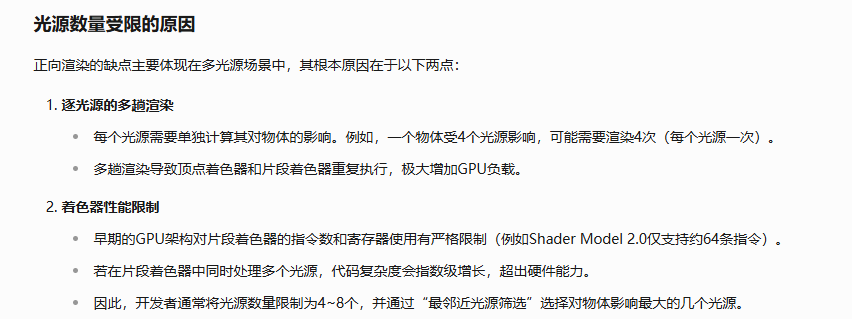 光源数量受限的原因
正向渲染的缺点主要体现在多光源场景中，其根本原因在于以下两点：
1. 逐光源的多趟渲染
• 每个光源需要单独计算其对物体的影响。例如，一个物体受4个光源影响，可能需要渲染4次（每个光源一次）。
• 多趟渲染导致顶点着色器和片段着色器重复执行，极大增加GPU负载。
2. 着色器性能限制
• 早期的GPU架构对片段着色器的指令数和寄存器使用有严格限制（例如Shader Model 2.0仅支持约64条指令）。
• 若在片段着色器中同时处理多个光源，代码复杂度会指数级增长，超出硬件能力。
• 因此，开发者通常将光源数量限制为4~8个，并通过“最邻近光源筛选”选择对物体影响最大的几个光源。